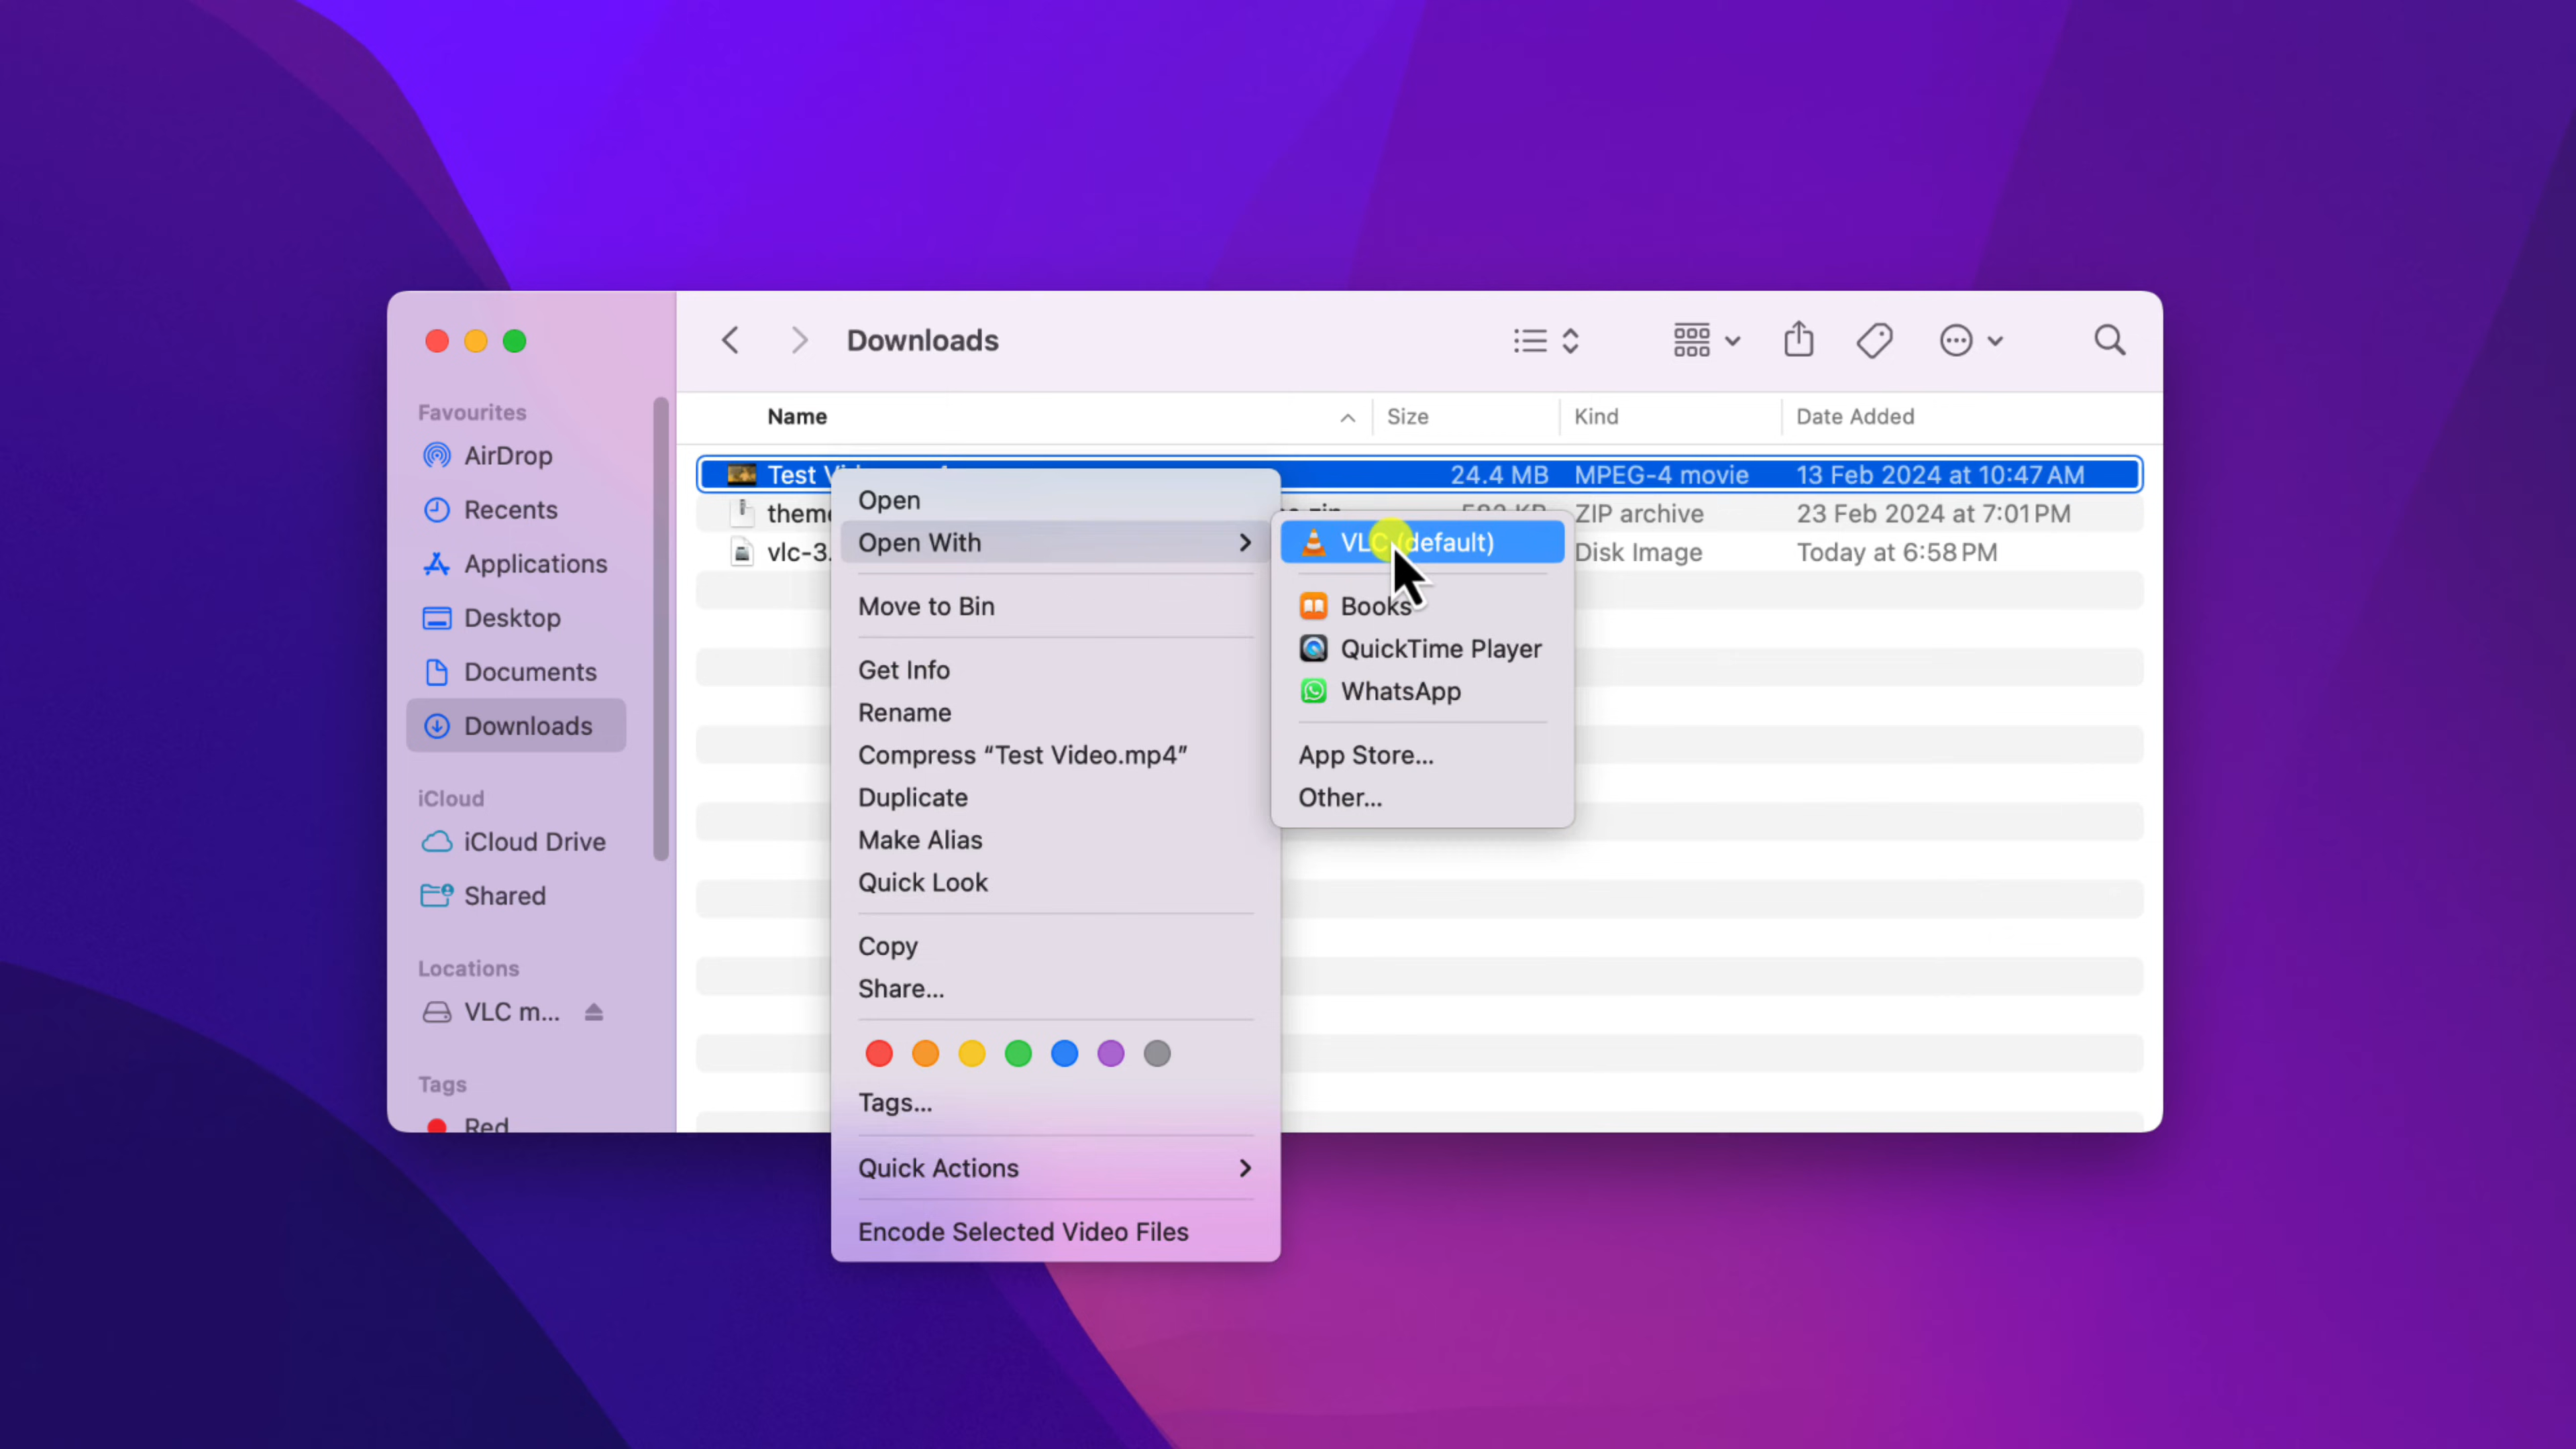 Downloads
Favourites
AirDrop
Recents
Applications
Desktop
Documents
Downloads
iCloud
iCloud Drive
Shared
Locations
VLC m...
Tags
Red
Name Size Kind Date Added
Test 24.4 MB MPEG-4 movie 13 Feb 2024 at 10:47 AM
ZIP archive 23 Feb 2024 at 7:01 PM
vlc-3. Disk Image Today at 6:58 PM
Open
Open With
Move to Bin
Get Info
Rename
Compress “Test Video.mp4”
Duplicate
Make Alias
Quick Look
Copy
Share...
Tags...
Quick Actions
Encode Selected Video Files
VLC (default)
Books
QuickTime Player
WhatsApp
App Store...
Other...